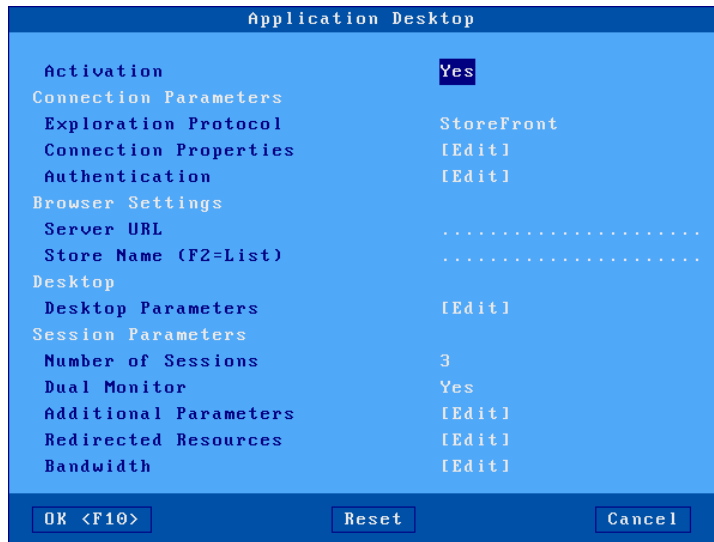 Application Desktop
Activation Yes
Connection Parameters
Exploration Protocol StoreFront
Connection Properties [Edit]
Authentication [Edit]
Browser Settings
Server URL ......................
Store Name (F2=List) ......................
Desktop
Desktop Parameters [Edit]
Session Parameters
Number of Sessions 3
Dual Monitor Yes
Additional Parameters [Edit]
Redirected Resources [Edit]
Bandwidth [Edit]
OK <F10> Reset Cancel